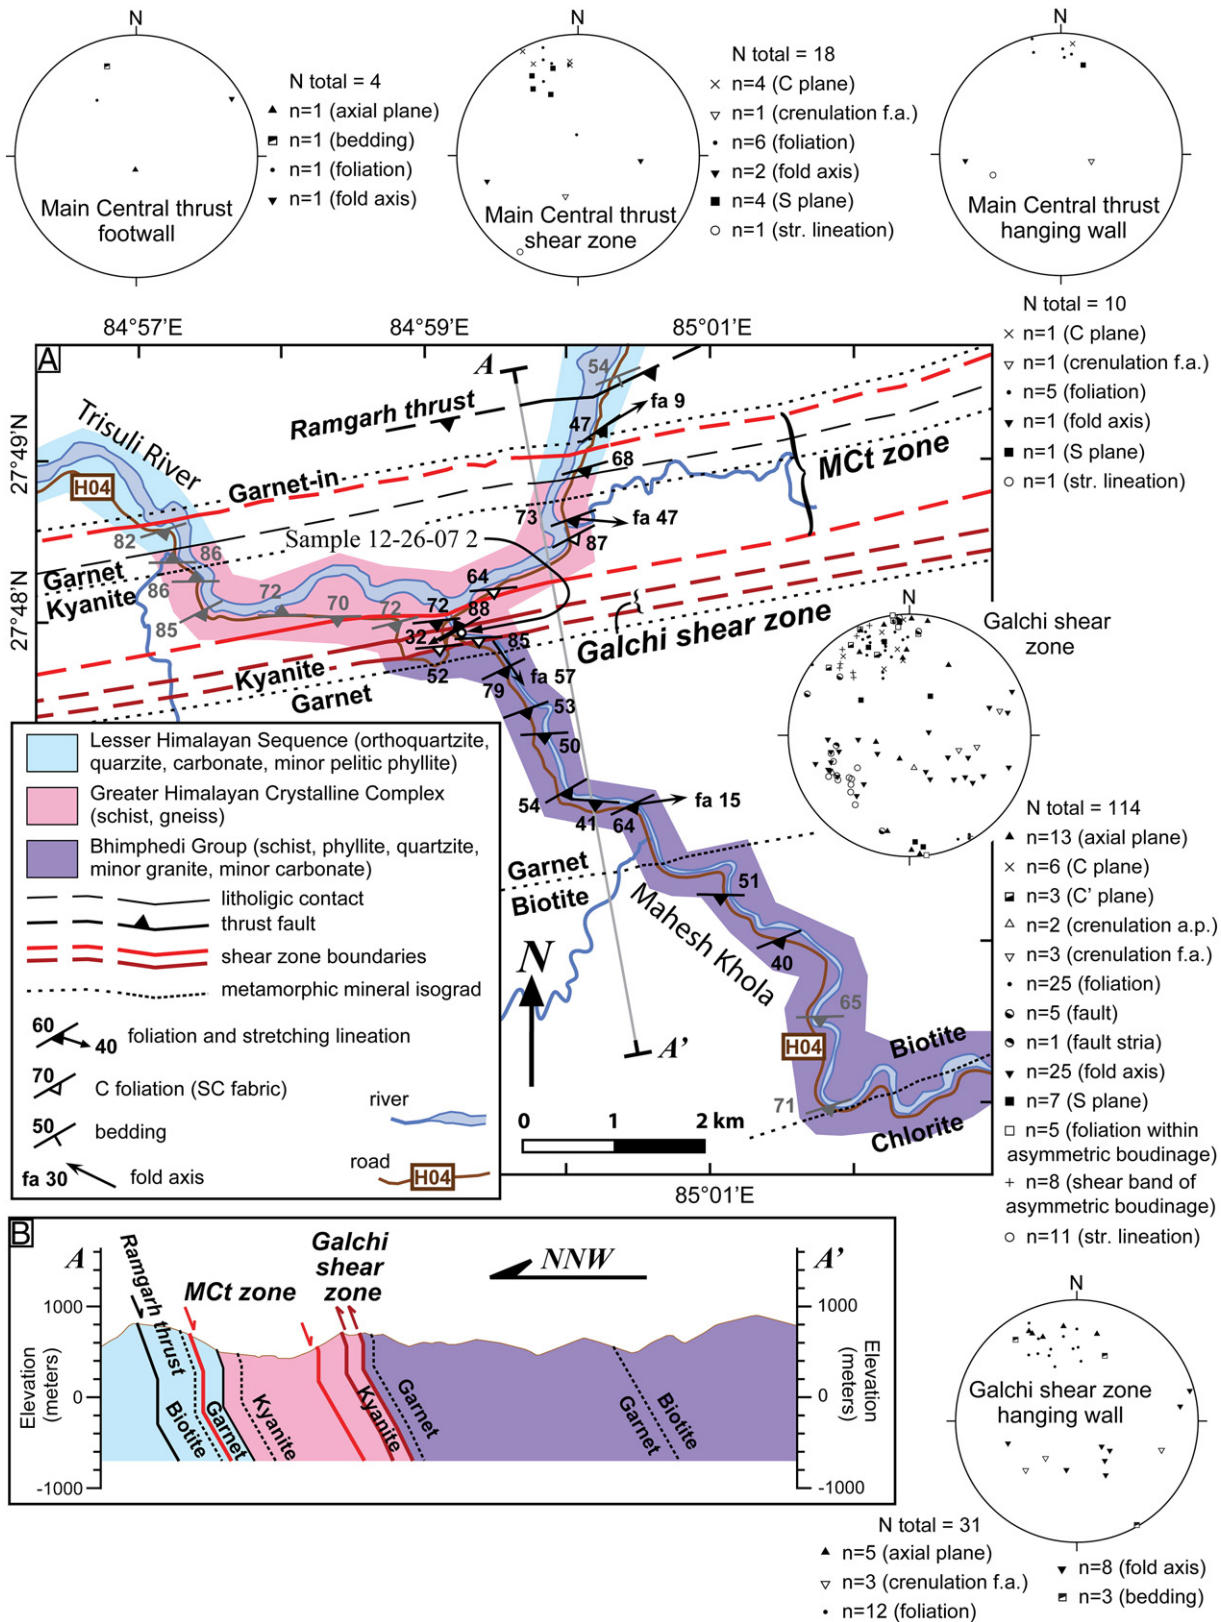 N
N total = 4
n=1 (axial plane)
n=1 (bedding)
n=1 (foliation)
n=1 (fold axis)
Main Central thrust
footwall
N
N total = 18
n=4 (C plane)
n=1 (crenulation f.a.)
n=6 (foliation)
n=2 (fold axis)
n=4 (S plane)
n=1 (str. lineation)
Main Central thrust
shear zone
N
Main Central thrust
hanging wall
N total = 10
n=1 (C plane)
n=1 (crenulation f.a.)
n=5 (foliation)
n=1 (fold axis)
n=1 (S plane)
n=1 (str. lineation)
84°57'E
84°59'E
85°01'E
A
A
54
Ramgarh thrust
fa 9
47
Trisuli River
27°49'N
H04
Garnet-in
68
MCt zone
73
fa 47
82
86
Sample 12-26-07 2
87
Garnet
Kyanite
86
64
27°48'N
72
70
72
72
88
85
32
85
Galchi shear zone
Kyanite
Garnet
52
79
fa 57
53
50
54
41
64
fa 15
Garnet
Biotite
51
Mahesh Khola
40
N
65
A'
H04
Biotite
71
Chlorite
0
1
2 km
85°01'E
Lesser Himalayan Sequence (orthoquartzite,
quarzite, carbonate, minor pelitic phyllite)
Greater Himalayan Crystalline Complex
(schist, gneiss)
Bhimphedi Group (schist, phyllite, quartzite,
minor granite, minor carbonate)
litholigic contact
thrust fault
shear zone boundaries
metamorphic mineral isograd
60
40
foliation and stretching lineation
70
C foliation (SC fabric)
50
bedding
fa 30
fold axis
river
road
H04
N
Galchi shear
zone
N total = 114
n=13 (axial plane)
n=6 (C plane)
n=3 (C' plane)
n=2 (crenulation a.p.)
n=3 (crenulation f.a.)
n=25 (foliation)
n=5 (fault)
n=1 (fault stria)
n=25 (fold axis)
n=7 (S plane)
n=5 (foliation within
asymmetric boudinage)
n=8 (shear band of
asymmetric boudinage)
n=11 (str. lineation)
B
A
Ramgarh thrust
MCt zone
Galchi
shear
zone
NNW
A'
1000
0
-1000
Elevation
(meters)
Biotite
Garnet
Kyanite
Kyanite
Garnet
Garnet
Biotite
1000
0
-1000
Elevation
(meters)
N
Galchi shear zone
hanging wall
N total = 31
n=5 (axial plane)
n=3 (crenulation f.a.)
n=12 (foliation)
n=8 (fold axis)
n=3 (bedding)